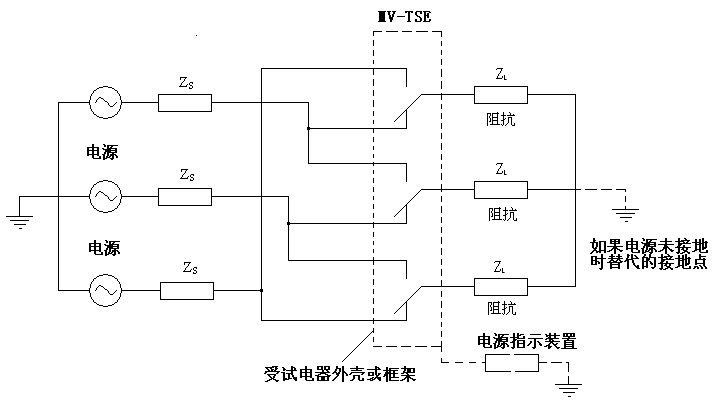 MV-TSE
ZS
ZL
阻抗
电源
ZS
ZL
阻抗
电源
如果电源未接地
时替代的接地点
ZS
ZL
阻抗
电源指示装置
受试电器外壳或框架